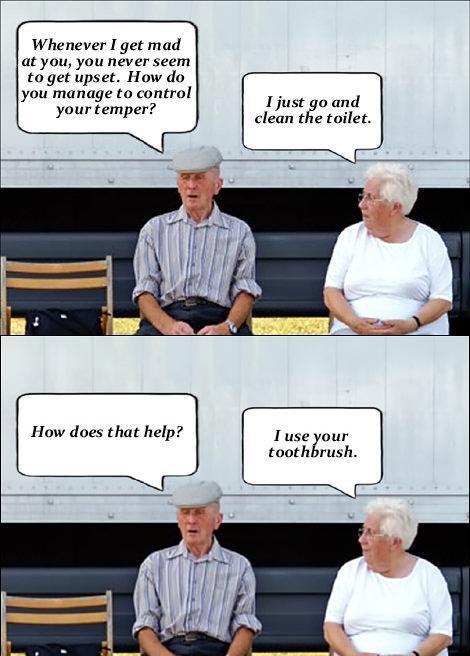 Whenever I get mad
at you, you never seem
to get upset. How do
you manage to control
your temper?
I just go and
clean the toilet.
How does that help?
I use your
toothbrush.